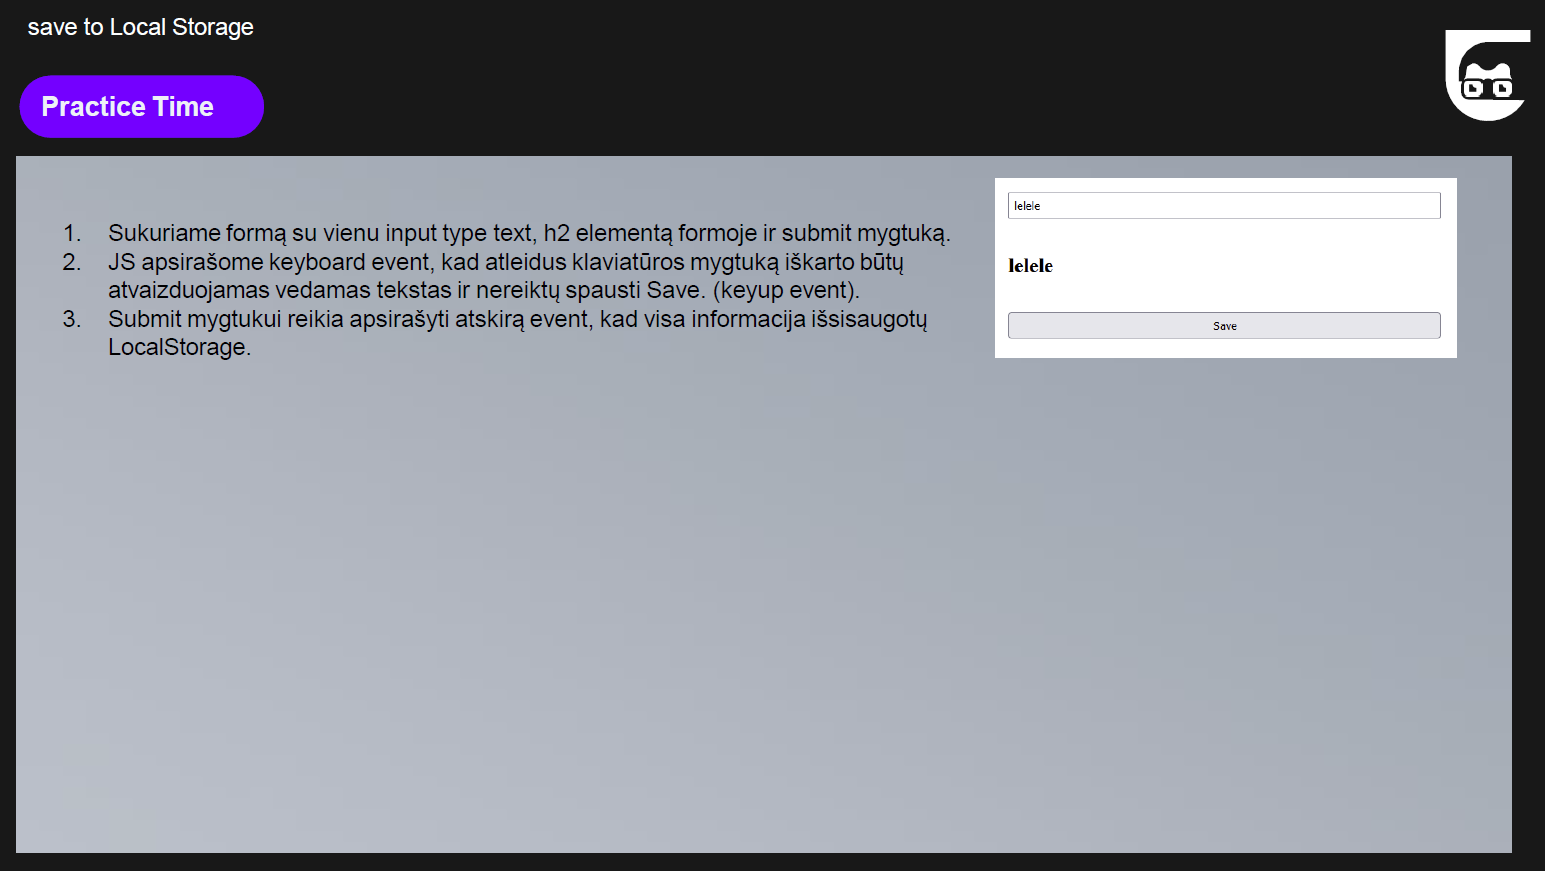 save to Local Storage
Practice Time
1. Sukuriame formą su vienu input type text, h2 elementą formoje ir submit mygtuką.
2. JS apsirašome keyboard event, kad atleidus klaviatūros mygtuką iškarto būtų
atvaizduojamas vedamas tekstas ir nereiktų spausti Save. (keyup event).
3. Submit mygtukui reikia apsirašyti atskirą event, kad visa informacija išsisaugotų
LocalStorage.
lelele
lelele
Save